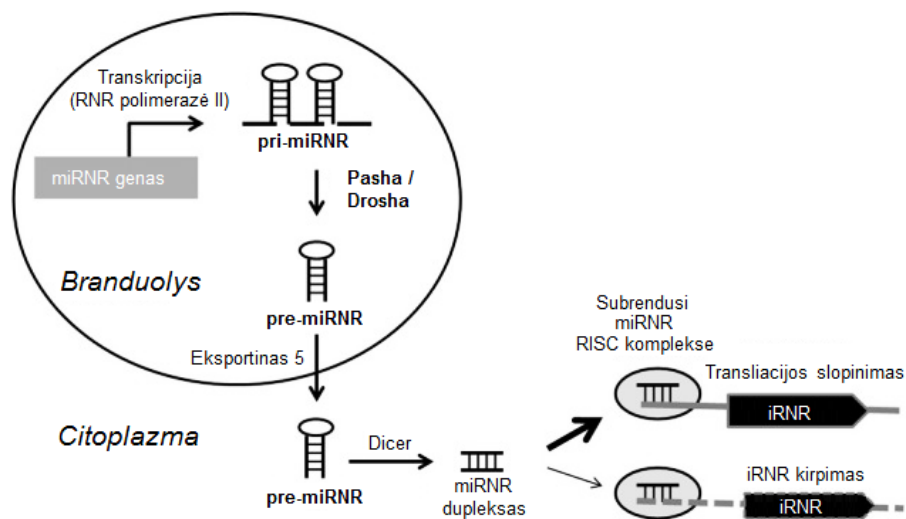 Transkripcija
(RNR polimerazė II)
pri-miRNR
miRNR genas
Pasha /
Drosha
Branduolys
pre-miRNR
Eksportinas 5
Citoplazma
pre-miRNR
Dicer
miRNR
dupleksas
Subrendusi
miRNR
RISC komplekse
Transliacijos slopinimas
iRNR
iRNR kirpimas
iRNR